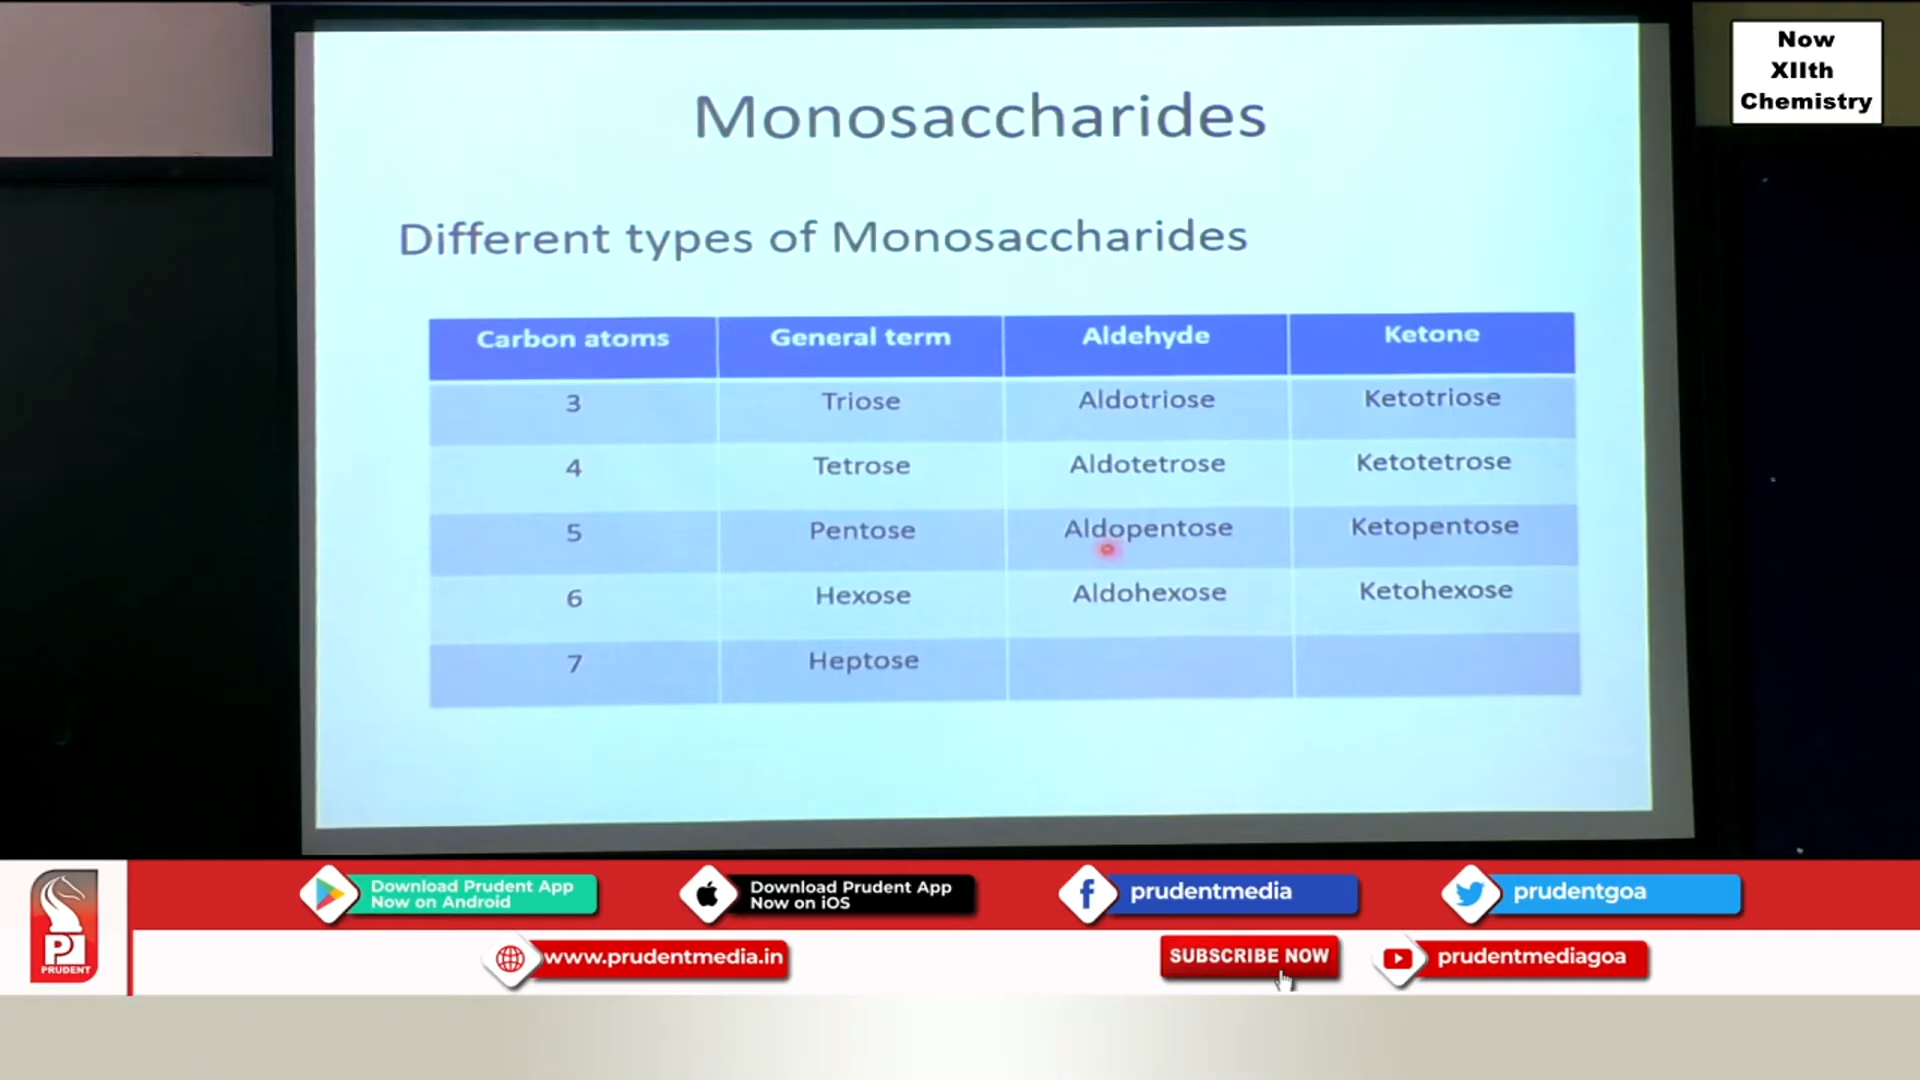 Now
XIIth
Chemistry
Monosaccharides
Different types of Monosaccharides
Carbon atoms General term Aldehyde Ketone
3 Triose Aldotriose Ketotriose
4 Tetrose Aldotetrose Ketotetrose
5 Pentose Aldopentose Ketopentose
6 Hexose Aldohexose Ketohexose
7 Heptose
PRUDENT
Download Prudent App
Now on Android
Download Prudent App
Now on iOS
prudentmedia
prudentgoa
www.prudentmedia.in
SUBSCRIBE NOW
prudentmediagoa